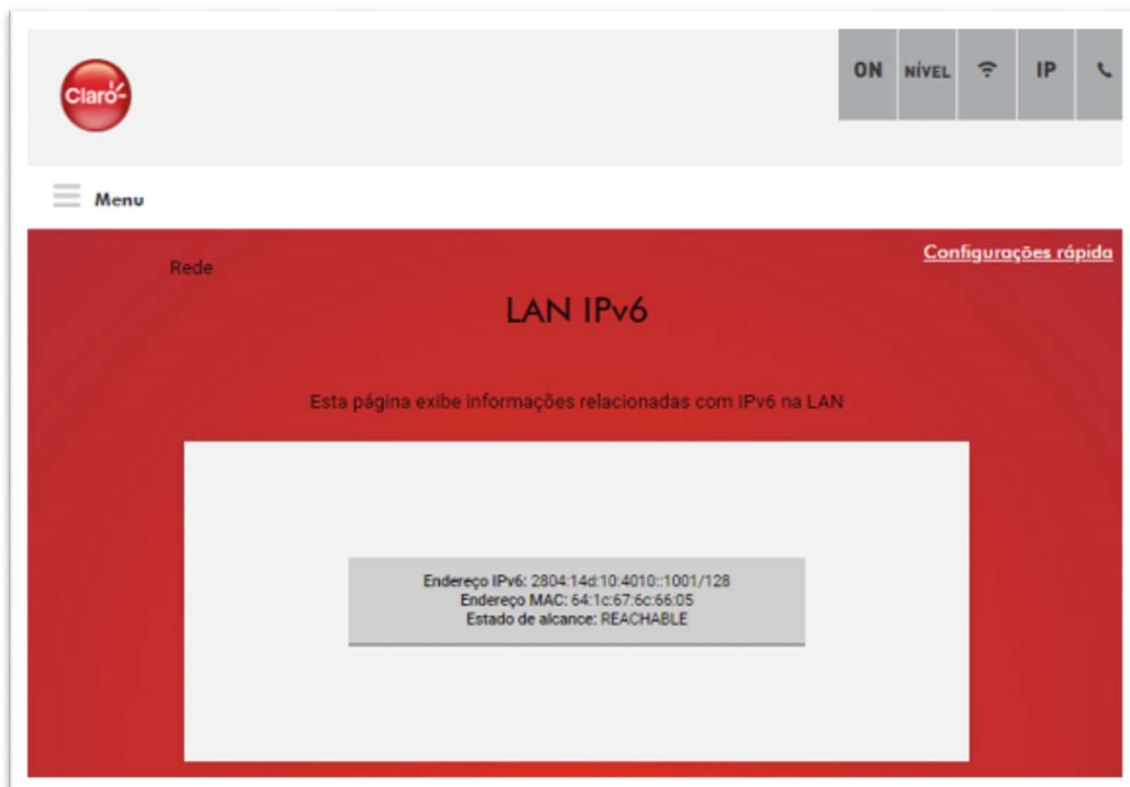 Claro
ON NÍVEL IP
Menu
Configurações rápida
Rede
LAN IPv6
Esta página exibe informações relacionadas com IPv6 na LAN
Endereço IPv6: 2804:14d:10:4010::1001/128
Endereço MAC: 64:1c:67:6c:66:05
Estado de alcance: REACHABLE